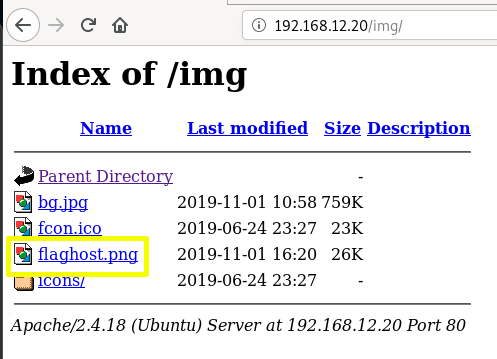 192.168.12.20/img/
Index of /img
Name Last modified Size Description
Parent Directory -
bg.jpg 2019-11-01 10:58 759K
fcon.ico 2019-06-24 23:27 23K
flaghost.png 2019-11-01 16:20 26K
icons/ 2019-06-24 23:27 -
Apache/2.4.18 (Ubuntu) Server at 192.168.12.20 Port 80